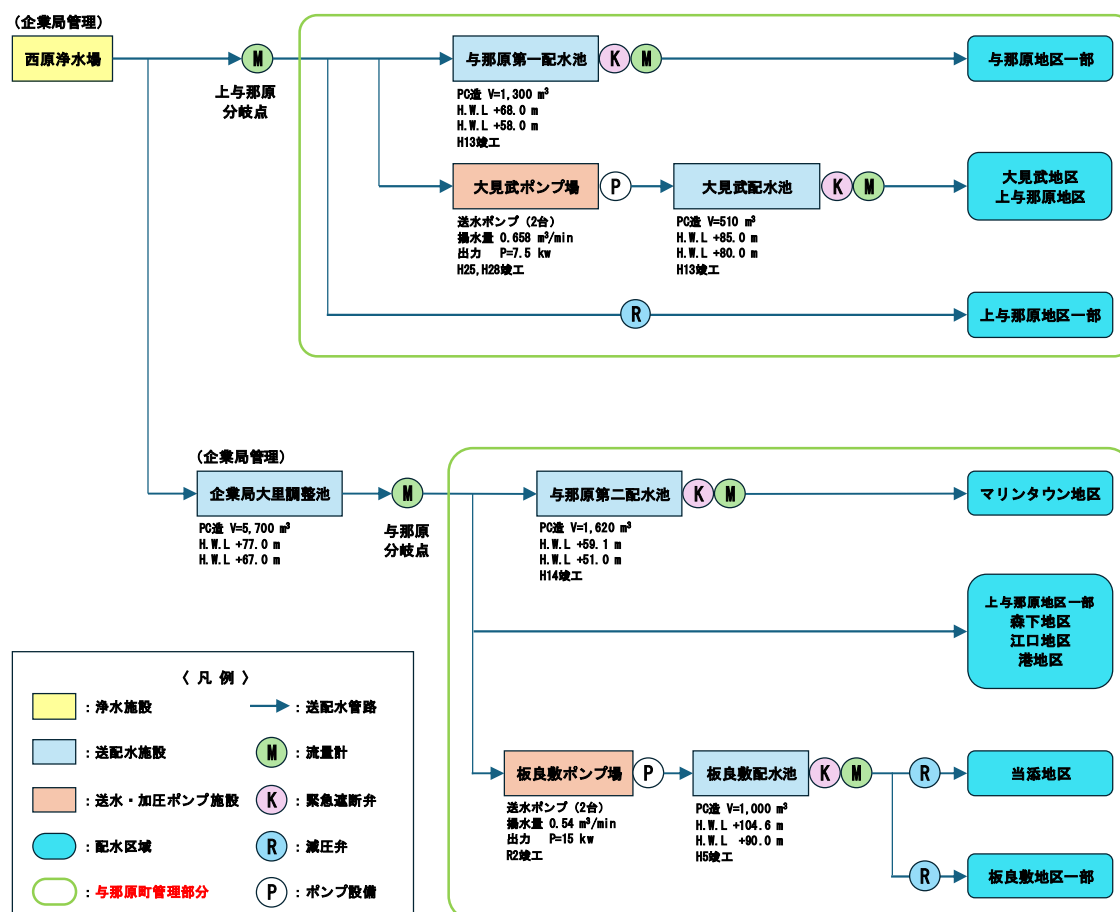 (企業局管理)
西原浄水場
M
上与那原
分岐点
与那原第一配水池
K
M
与那原地区一部
PC造 V=1,300 m³
H.W.L +68.0 m
H.W.L +58.0 m
H13竣工
大見武ポンプ場
P
大見武配水池
K
M
大見武地区
上与那原地区
送水ポンプ(2台)
揚水量 0.658 m³/min
出力 P=7.5 kw
H25,H28竣工
PC造 V=510 m³
H.W.L +85.0 m
H.W.L +80.0 m
H13竣工
R
上与那原地区一部
(企業局管理)
企業局大里調整池
M
与那原
分岐点
PC造 V=5,700 m³
H.W.L +77.0 m
H.W.L +67.0 m
与那原第二配水池
K
M
マリンタウン地区
PC造 V=1,620 m³
H.W.L +59.1 m
H.W.L +51.0 m
H14竣工
上与那原地区一部
森下地区
江口地区
港地区
板良敷ポンプ場
P
板良敷配水池
K
M
R
当添地区
送水ポンプ(2台)
揚水量 0.54 m³/min
出力 P=15 kw
R2竣工
PC造 V=1,000 m³
H.W.L +104.6 m
H.W.L +90.0 m
H5竣工
R
板良敷地区一部
〈 凡 例 〉
:浄水施設
:送配水管路
:送配水施設
M :流量計
:送水・加圧ポンプ施設
K :緊急遮断弁
:配水区域
R :減圧弁
:与那原町管理部分
P :ポンプ設備